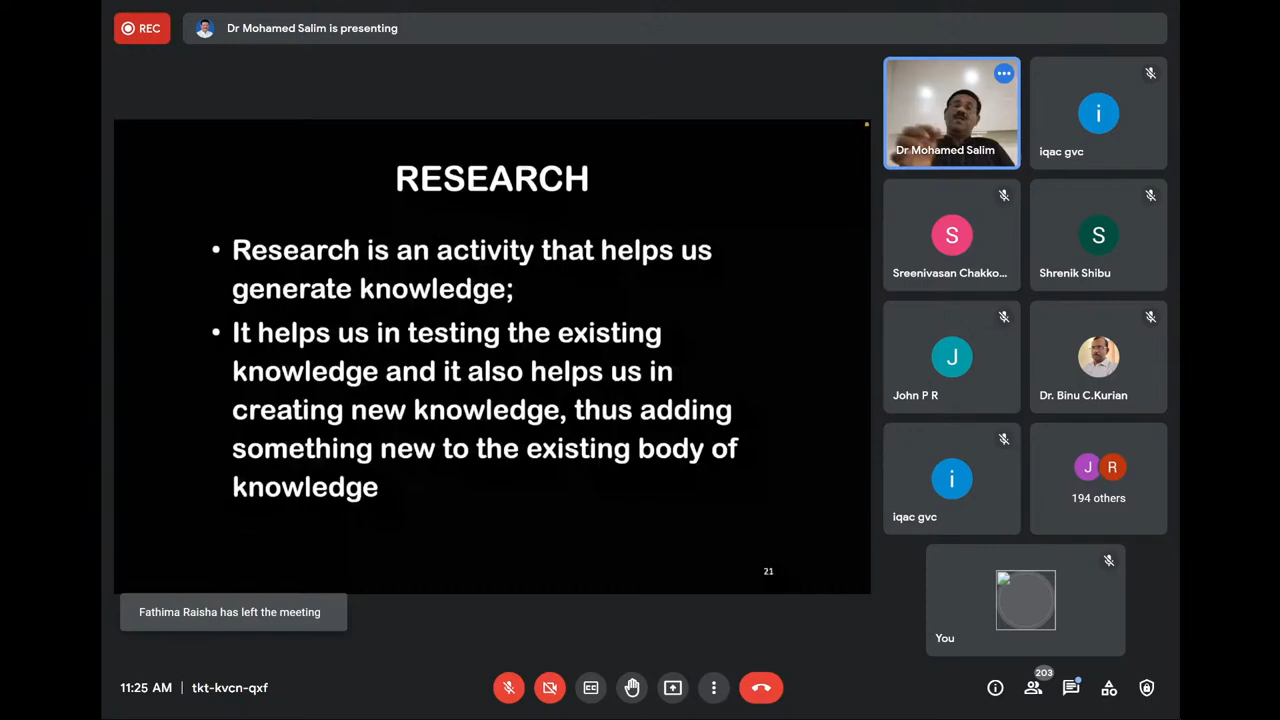 REC
Dr Mohamed Salim is presenting
RESEARCH
• Research is an activity that helps us
generate knowledge;
• It helps us in testing the existing
knowledge and it also helps us in
creating new knowledge, thus adding
something new to the existing body of
knowledge
21
Dr Mohamed Salim
i
iqac gvc
S
Sreenivasan Chakko...
S
Shrenik Shibu
J
John P R
Dr. Binu C.Kurian
i
iqac gvc
J R
194 others
You
Fathima Raisha has left the meeting
11:25 AM | tkt-kvcn-qxf
CC
203